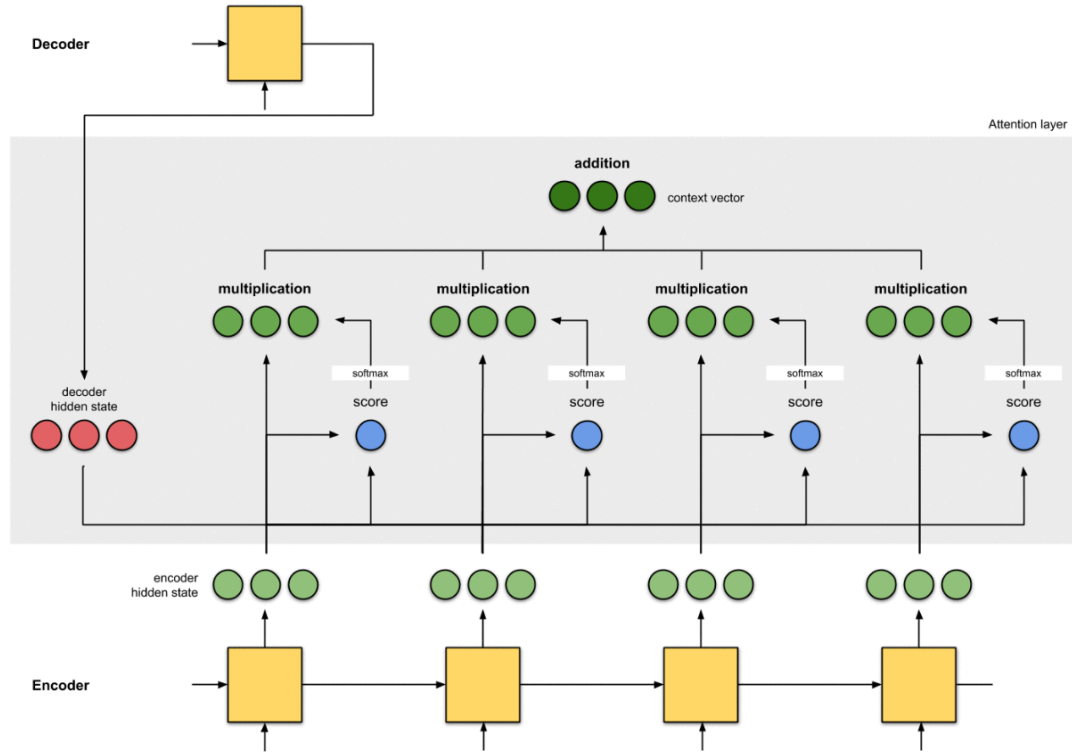 Decoder
Attention layer
addition
context vector
multiplication
multiplication
multiplication
multiplication
softmax
softmax
softmax
softmax
decoder
hidden state
score
score
score
score
encoder
hidden state
Encoder